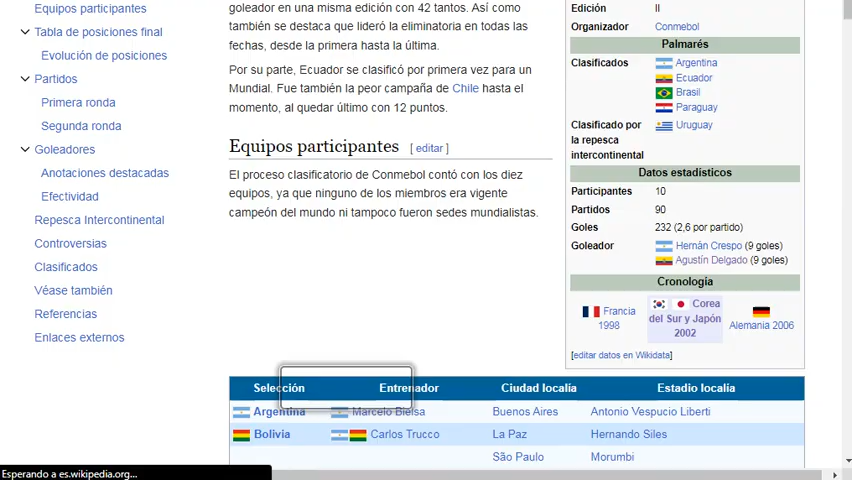 Equipos participantes
Tabla de posiciones final
Evolución de posiciones
Partidos
Primera ronda
Segunda ronda
Goleadores
Anotaciones destacadas
Efectividad
Repesca Intercontinental
Controversias
Clasificados
Véase también
Referencias
Enlaces externos
goleador en una misma edición con 42 tantos. Así como
también se destaca que lideró la eliminatoria en todas las
fechas, desde la primera hasta la última.
Por su parte, Ecuador se clasificó por primera vez para un
Mundial. Fue también la peor campaña de Chile hasta el
momento, al quedar último con 12 puntos.
Equipos participantes [ editar ]
El proceso clasificatorio de Conmebol contó con los diez
equipos, ya que ninguno de los miembros era vigente
campeón del mundo ni tampoco fueron sedes mundialistas.
Edición II
Organizador Conmebol
Palmarés
Clasificados Argentina
Ecuador
Brasil
Paraguay
Clasificado por Uruguay
la repesca
intercontinental
Datos estadísticos
Participantes 10
Partidos 90
Goles 232 (2,6 por partido)
Goleador Hernán Crespo (9 goles)
Agustín Delgado (9 goles)
Cronología
Francia
1998
Corea
del Sur y Japón
2002
Alemania 2006
[editar datos en Wikidata]
Selección Entrenador Ciudad localía Estadio localía
Argentina Marcelo Bielsa Buenos Aires Antonio Vespucio Liberti
Bolivia Carlos Trucco La Paz Hernando Siles
São Paulo Morumbi
Esperando a es.wikipedia.org...